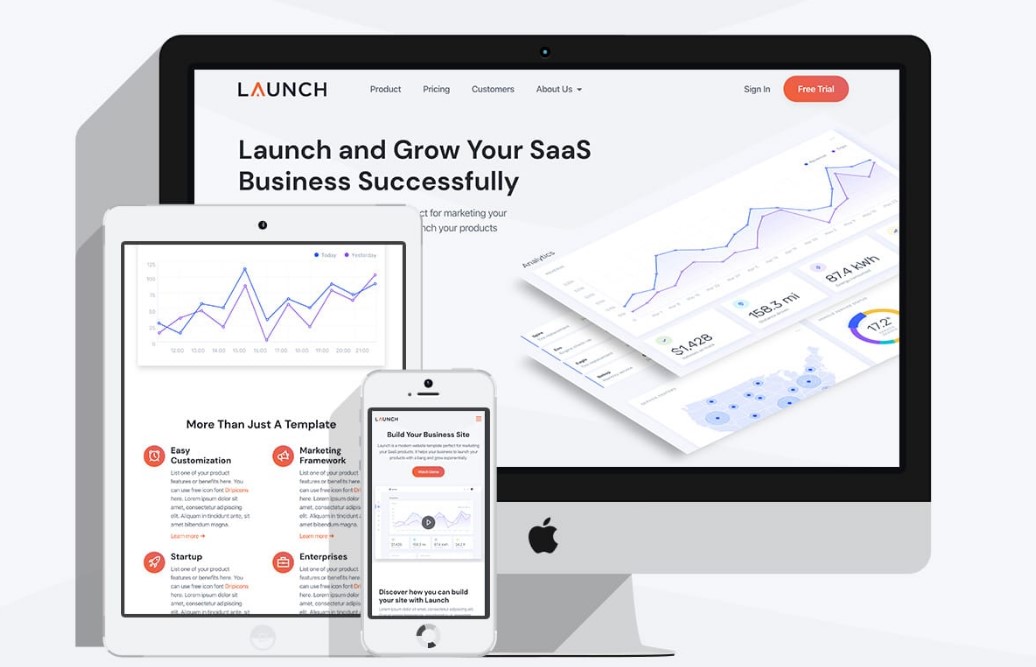 LAUNCH
Product Pricing Customers About Us
Sign In Free Trial
Launch and Grow Your SaaS
Business Successfully
ct for marketing your
nch your products
Analytics
$1,428
158.3 mi
87.4 kWh
17.2°
Today Yesterday
125
100
75
50
25
0
12:00 13:00 14:00 15:00 16:00 17:00 18:00 19:00 20:00 21:00
More Than Just A Template
Easy
Customization
List one of your product
features or benefits here. You
can use free icon font Dripicons
here. Lorem ipsum dolor sit
amet, consectetur adipiscing
elit. Aliquam in tincidunt ante, sit
amet bibendum magna.
Learn more →
Marketing
Framework
List one of your product
features or benefits here.
can use free icon font Dri
here. Lorem ipsum dolor
amet, consectetur adipis
elit. Aliquam in tincidunt a
amet bibendum magna.
Learn more →
Startup
List one of your product
features or benefits here. You
can use free icon font Dripicons
here. Lorem ipsum dolor sit
amet, consectetur adipiscing
elit. Aliquam in tincidunt ante, sit
Enterprises
List one of your product
features or benefits here.
can use free icon font Dri
here. Lorem ipsum dolor
amet, consectetur adipis
elit. Aliquam in tincidunt a
LAUNCH
Build Your Business Site
Launch is a modern website template perfect for marketing
your SaaS products. It helps your business to launch your
products with a bang and grow exponentially.
Discover how you can build
your site with Launch